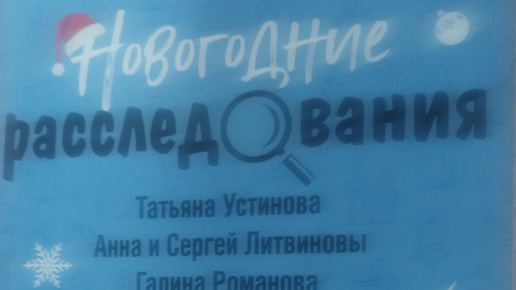 Новогодние
расследования
Татьяна Устинова
Анна и Сергей Литвиновы
Галина Романова